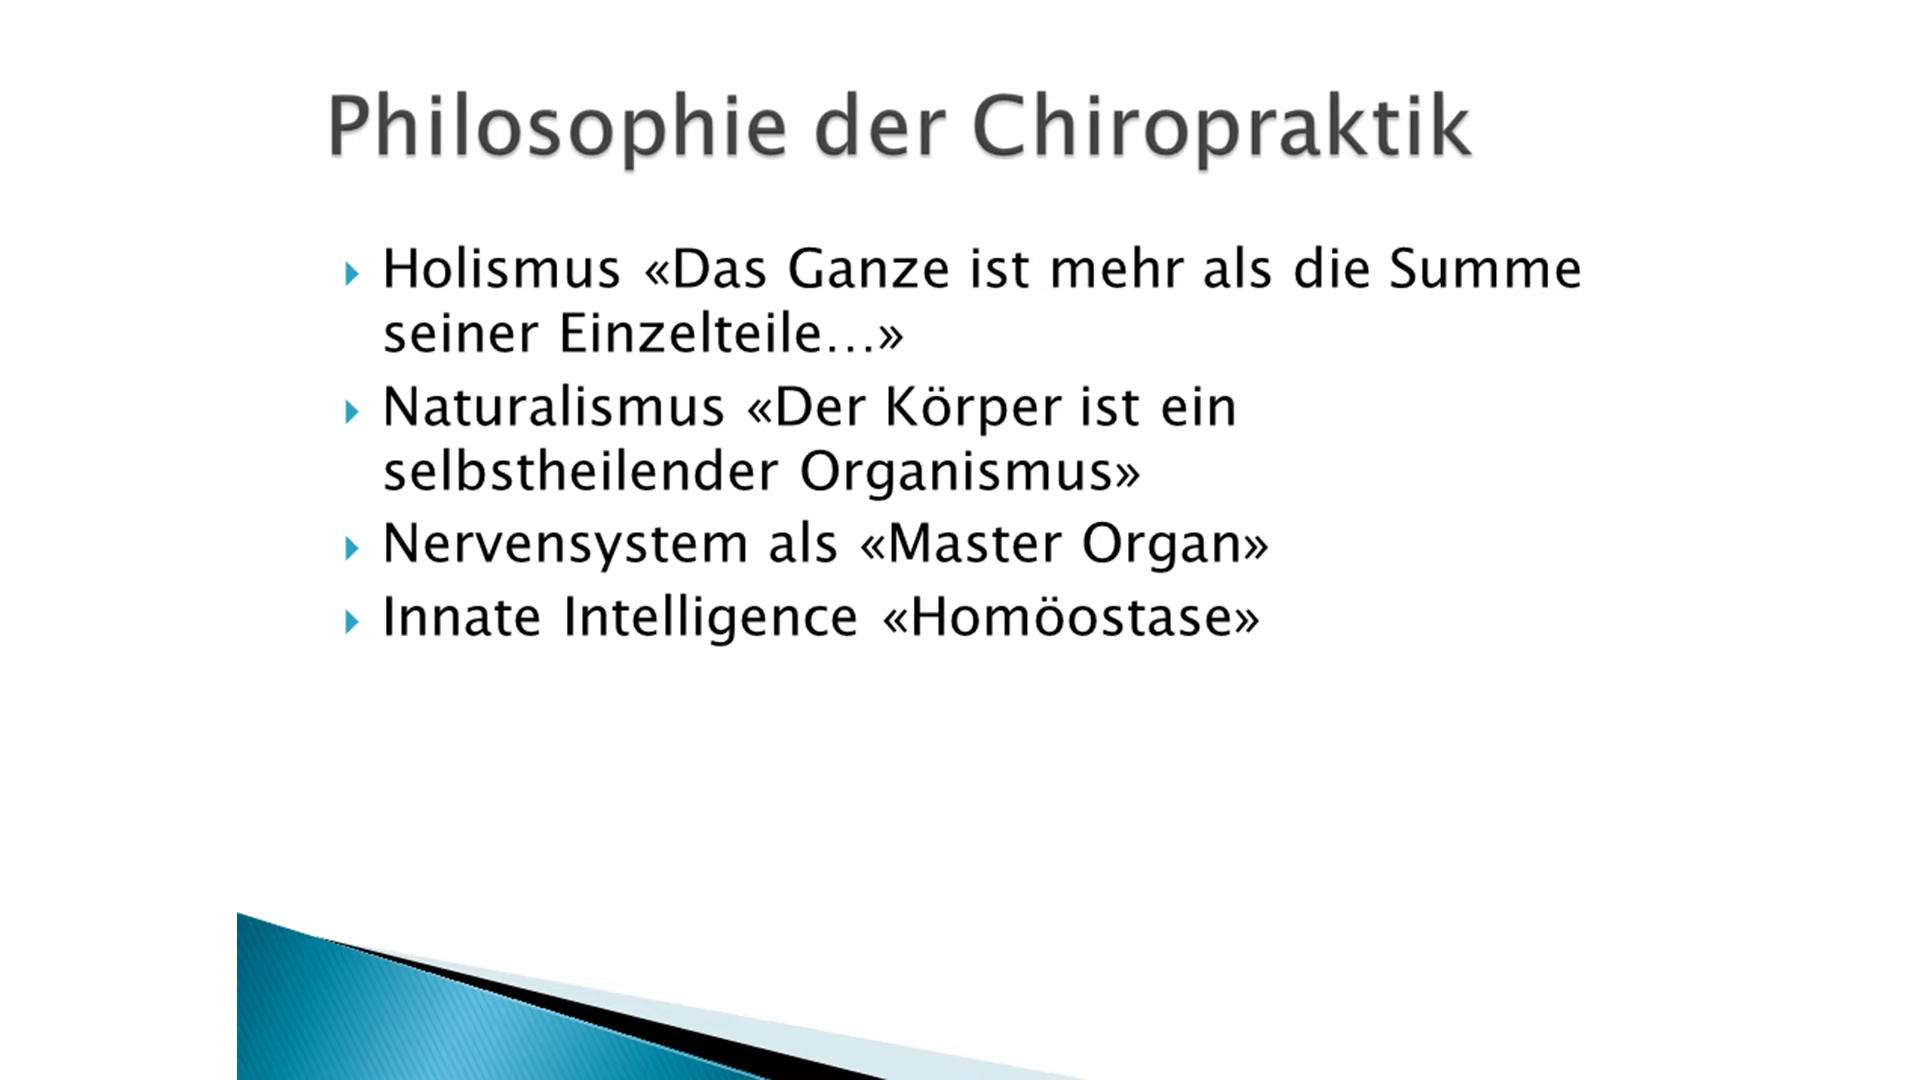 Philosophie der Chiropraktik
Holismus «Das Ganze ist mehr als die Summe
seiner Einzelteile…»
Naturalismus «Der Körper ist ein
selbstheilender Organismus»
Nervensystem als «Master Organ»
Innate Intelligence «Homöostase»